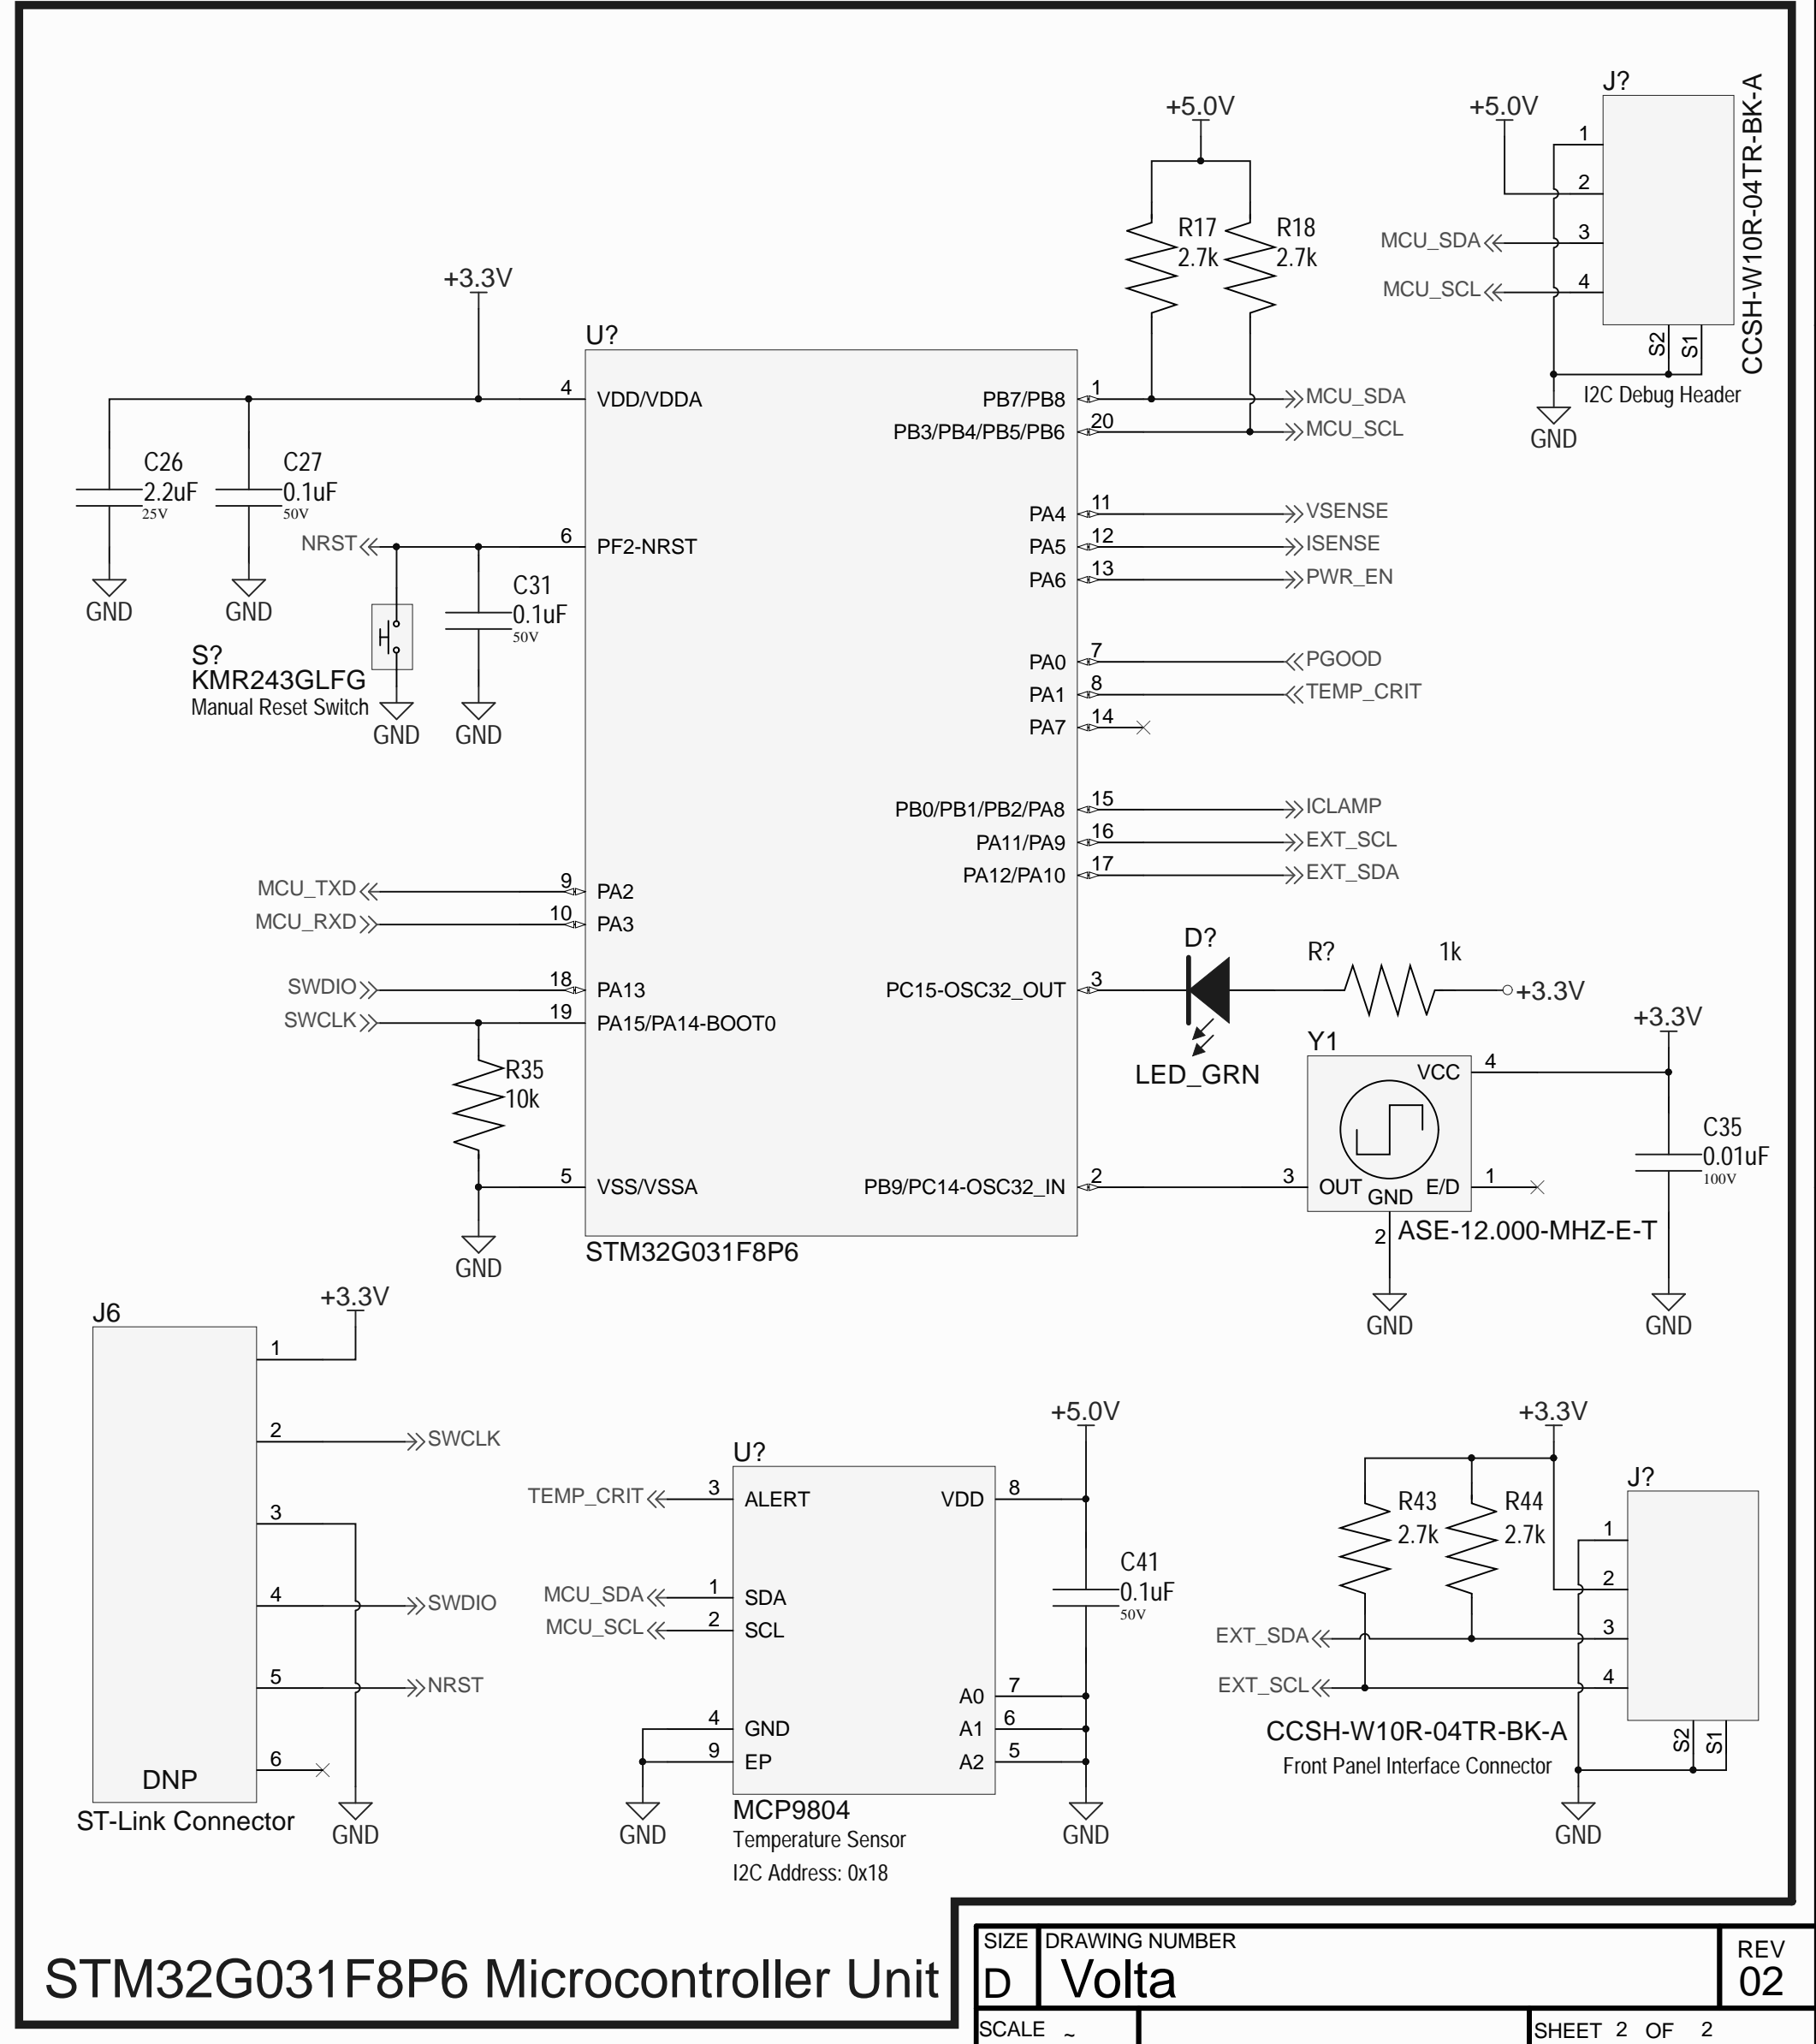 J?
CCSH-W10R-04TR-BK-A
+5.0V
+5.0V
1
2
MCU_SDA
3
MCU_SCL
4
S2
S1
I2C Debug Header
GND
R17
2.7k
R18
2.7k
+3.3V
U?
4
VDD/VDDA
PB7/PB8
1
MCU_SDA
PB3/PB4/PB5/PB6
20
MCU_SCL
C26
2.2uF
25V
C27
0.1uF
50V
GND
GND
NRST
6
PF2-NRST
PA4
11
VSENSE
PA5
12
ISENSE
PA6
13
PWR_EN
C31
0.1uF
50V
S?
KMR243GLFG
Manual Reset Switch
GND
GND
PA0
7
PGOOD
PA1
8
TEMP_CRIT
PA7
14
PB0/PB1/PB2/PA8
15
ICLAMP
PA11/PA9
16
EXT_SCL
PA12/PA10
17
EXT_SDA
MCU_TXD
9
PA2
MCU_RXD
10
PA3
SWDIO
18
PA13
SWCLK
19
PA15/PA14-BOOT0
PC15-OSC32_OUT
3
D?
LED_GRN
R?
1k
+3.3V
R35
10k
5
VSS/VSSA
GND
PB9/PC14-OSC32_IN
2
STM32G031F8P6
Y1
VCC
4
3
OUT
GND
E/D
1
2
ASE-12.000-MHZ-E-T
GND
+3.3V
C35
0.01uF
100V
GND
J6
+3.3V
1
2
SWCLK
3
4
SWDIO
5
NRST
6
DNP
ST-Link Connector
GND
U?
+5.0V
TEMP_CRIT
3
ALERT
VDD
8
MCU_SDA
1
SDA
MCU_SCL
2
SCL
C41
0.1uF
50V
A0
7
4
GND
A1
6
9
EP
A2
5
GND
MCP9804
GND
Temperature Sensor
I2C Address: 0x18
+3.3V
J?
R43
2.7k
R44
2.7k
1
2
EXT_SDA
3
EXT_SCL
4
S2
S1
CCSH-W10R-04TR-BK-A
Front Panel Interface Connector
GND
STM32G031F8P6 Microcontroller Unit
SIZE
D
DRAWING NUMBER
Volta
REV
02
SCALE ~
SHEET 2 OF 2